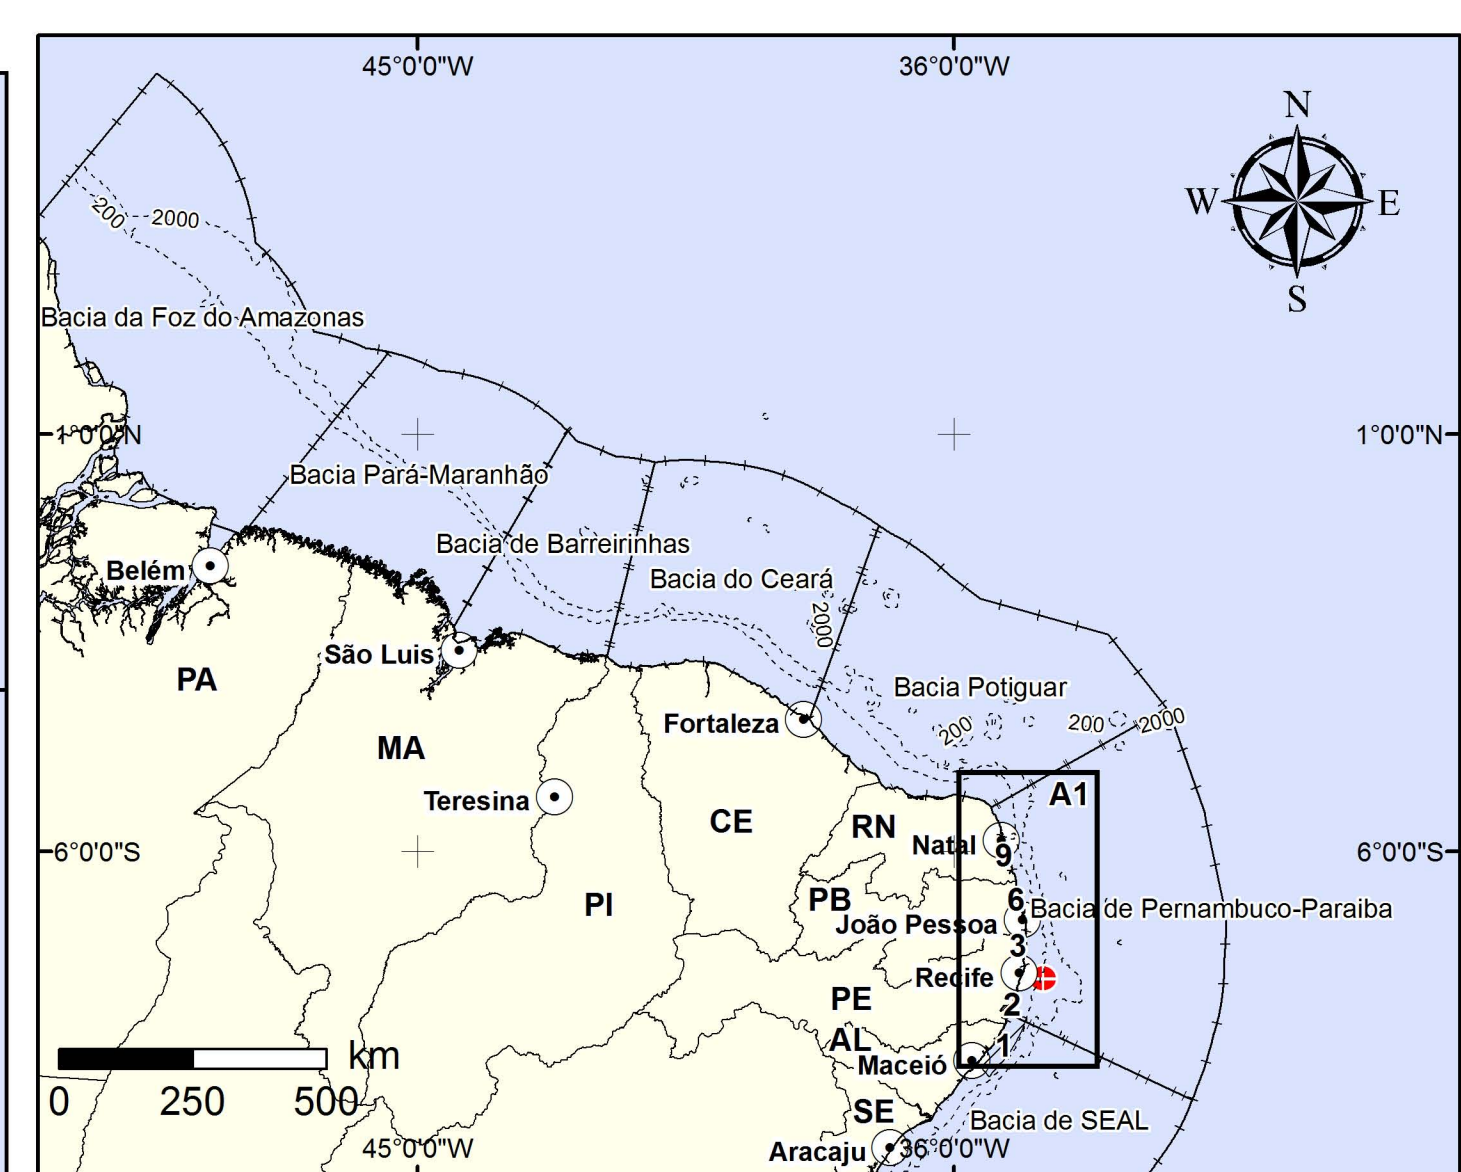 45°0'0"W
36°0'0"W
N
W
E
S
200
2000
Bacia da Foz do Amazonas
1°0'0"N
1°0'0"N
Bacia Pará-Maranhão
Bacia de Barreirinhas
Belém
Bacia do Ceará
2000
São Luis
PA
Bacia Potiguar
Fortaleza
200
200
2000
MA
A1
Teresina
CE
RN
Natal
9
6°0'0"S
6°0'0"S
PI
PB
6
Bacia de Pernambuco-Paraiba
João Pessoa
3
Recife
PE
2
AL
1
Maceió
km
0
250
500
SE
Bacia de SEAL
45°0'0"W
Aracaju
36°0'0"W